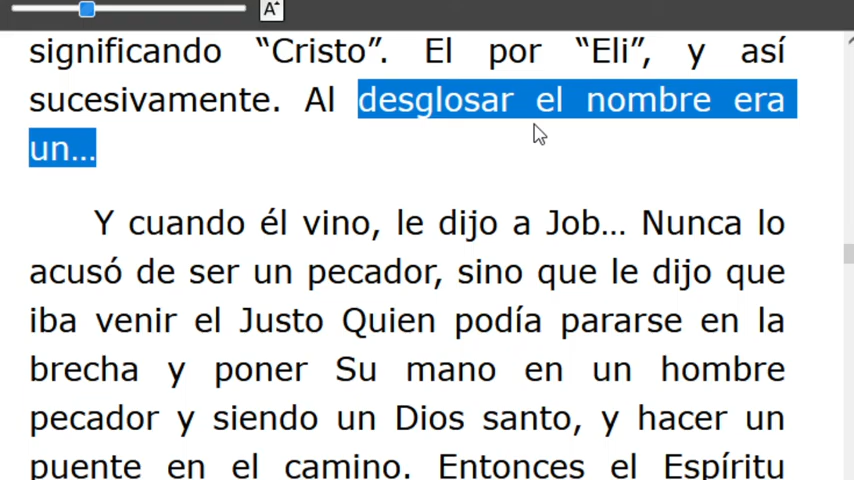 A
significando “Cristo”. El por “Eli”, y así
sucesivamente. Al desglosar el nombre era
un...
Y cuando él vino, le dijo a Job... Nunca lo
acusó de ser un pecador, sino que le dijo que
iba venir el Justo Quien podía pararse en la
brecha y poner Su mano en un hombre
pecador y siendo un Dios santo, y hacer un
puente en el camino. Entonces el Espíritu